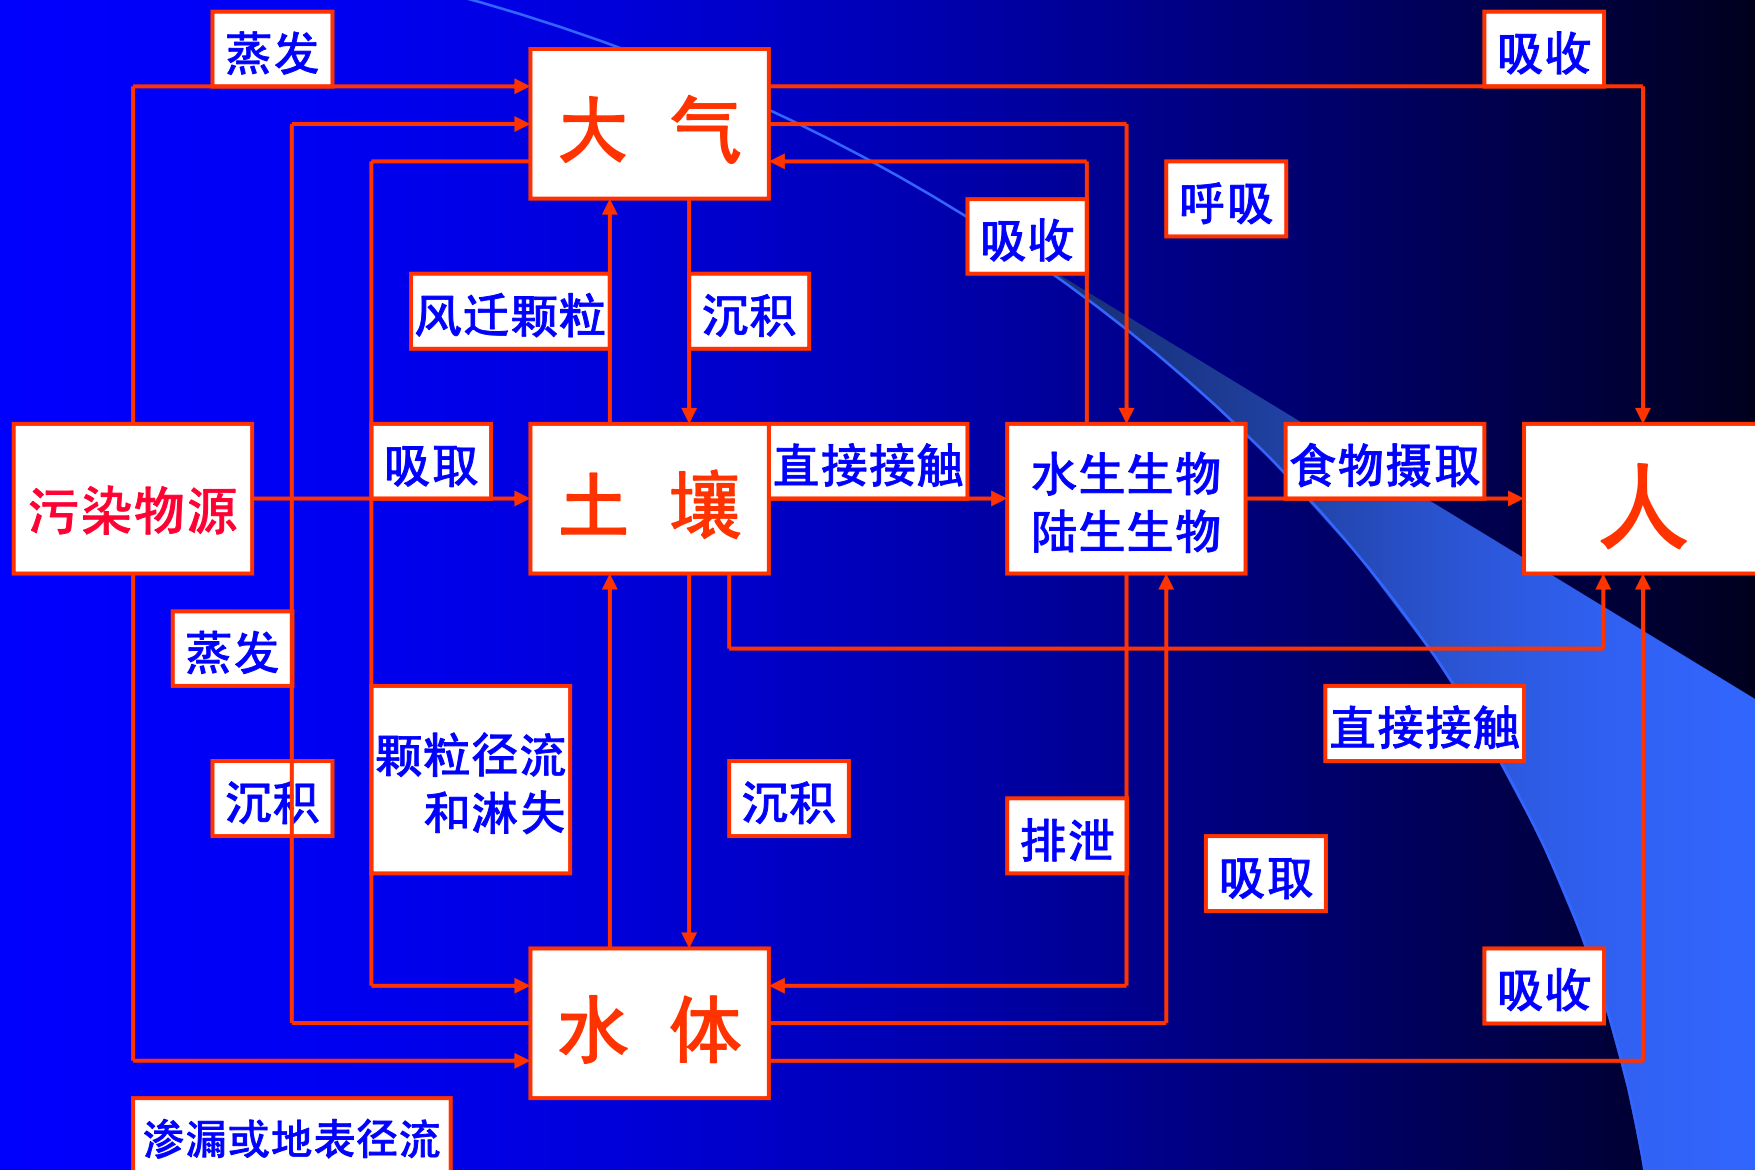 蒸发
吸收
大 气
呼吸
吸收
风迁颗粒
沉积
污染物源
吸取
土 壤
直接接触
水生生物
陆生生物
食物摄取
人
蒸发
颗粒径流
和淋失
直接接触
沉积
沉积
排泄
吸取
水 体
吸收
渗漏或地表径流